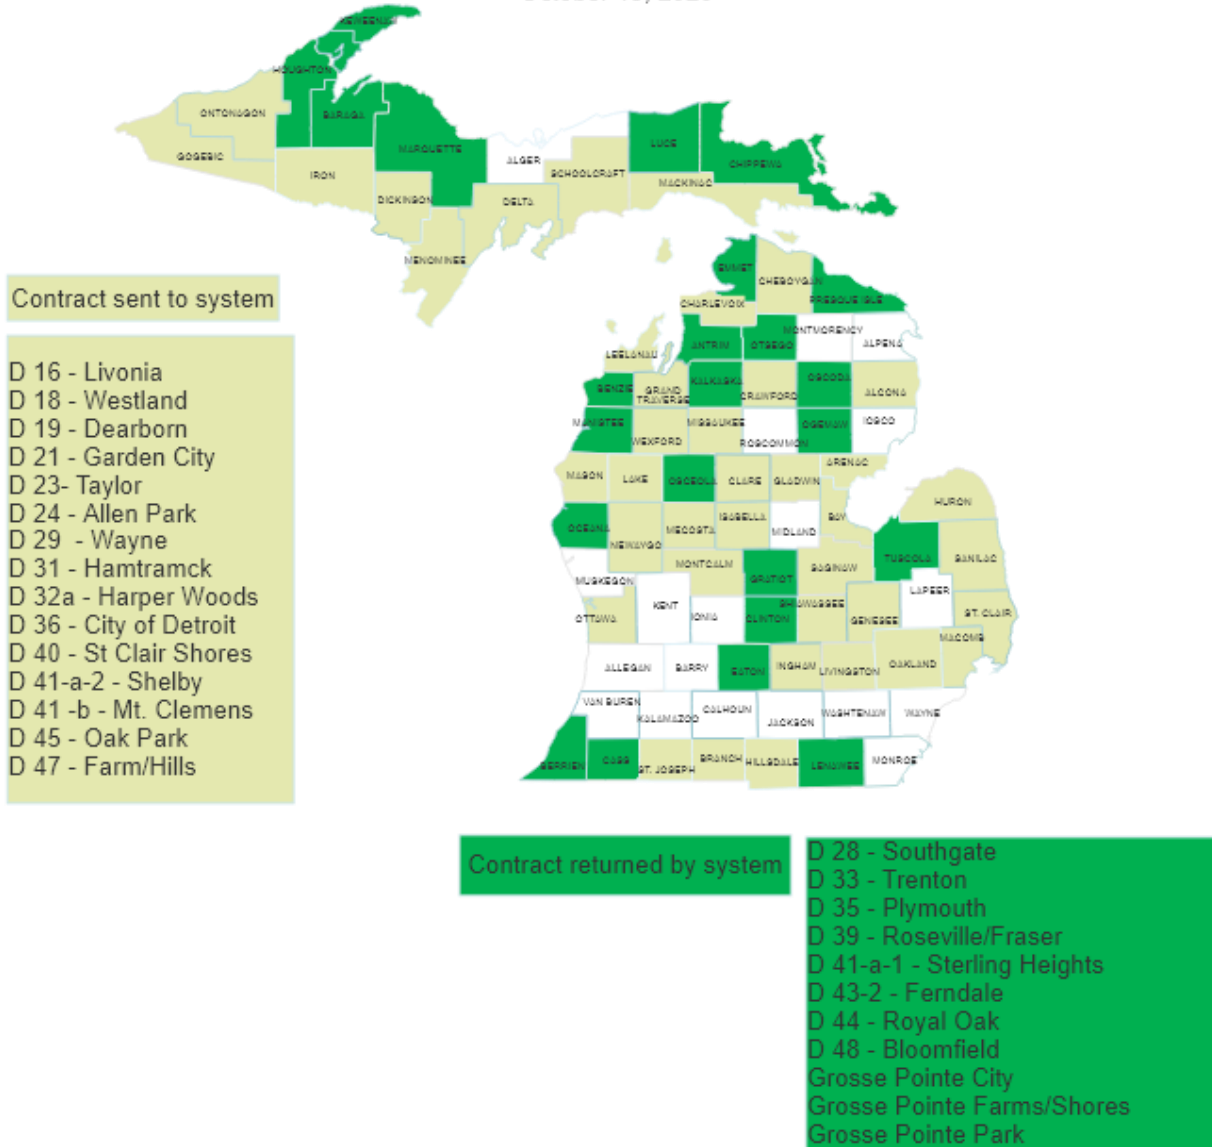 KEWEENAW
HOUGHTON
ONTONAGON
BARAGA
GOGEBIC
MARQUETTE
LUCE
ALGER
CHIPPEWA
IRON
SCHOOLCRAFT
MACKINAC
DICKINSON
DELTA
MENOMINEE
EMMET
CHEBOYGAN
PRESQUE ISLE
CHARLEVOIX
MONTMORENCY
ANTRIM
OTSEGO
ALPENA
LEELANAU
BENZIE
GRAND
TRAVERSE
KALKASKA
CRAWFORD
OSCODA
ALCONA
MANISTEE
WEXFORD
MISSAUKEE
ROSCOMMON
OGEMAW
IOSCO
MASON
LAKE
OSCEOLA
CLARE
GLADWIN
ARENAC
HURON
OCEANA
NEWAYGO
MECOSTA
ISABELLA
MIDLAND
BAY
TUSCOLA
SANILAC
MUSKEGON
MONTCALM
GRATIOT
SAGINAW
LAPEER
OTTAWA
KENT
IONIA
CLINTON
SHIAWASSEE
GENESEE
ST. CLAIR
MACOMB
ALLEGAN
BARRY
EATON
INGHAM
LIVINGSTON
OAKLAND
VAN BUREN
KALAMAZOO
CALHOUN
JACKSON
WASHTENAW
WAYNE
BERRIEN
CASS
ST. JOSEPH
BRANCH
HILLSDALE
LENAWEE
MONROE
Contract sent to system
D 16 - Livonia
D 18 - Westland
D 19 - Dearborn
D 21 - Garden City
D 23- Taylor
D 24 - Allen Park
D 29  - Wayne
D 31 - Hamtramck
D 32a - Harper Woods
D 36 - City of Detroit
D 40 - St Clair Shores
D 41-a-2 - Shelby
D 41 -b - Mt. Clemens
D 45 - Oak Park
D 47 - Farm/Hills
Contract returned by system
D 28 - Southgate
D 33 - Trenton
D 35 - Plymouth
D 39 - Roseville/Fraser
D 41-a-1 - Sterling Heights
D 43-2 - Ferndale
D 44 - Royal Oak
D 48 - Bloomfield
Grosse Pointe City
Grosse Pointe Farms/Shores
Grosse Pointe Park